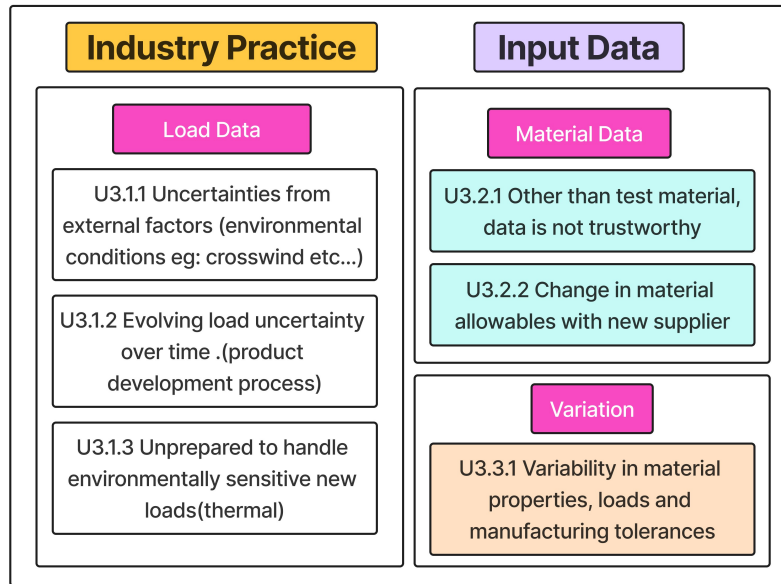 Industry Practice
Input Data
Load Data
U3.1.1 Uncertainties from
external factors (environmental
conditions eg: crosswind etc...)
U3.1.2 Evolving load uncertainty
over time .(product
development process)
U3.1.3 Unprepared to handle
environmentally sensitive new
loads(thermal)
Material Data
U3.2.1 Other than test material,
data is not trustworthy
U3.2.2 Change in material
allowables with new supplier
Variation
U3.3.1 Variability in material
properties, loads and
manufacturing tolerances